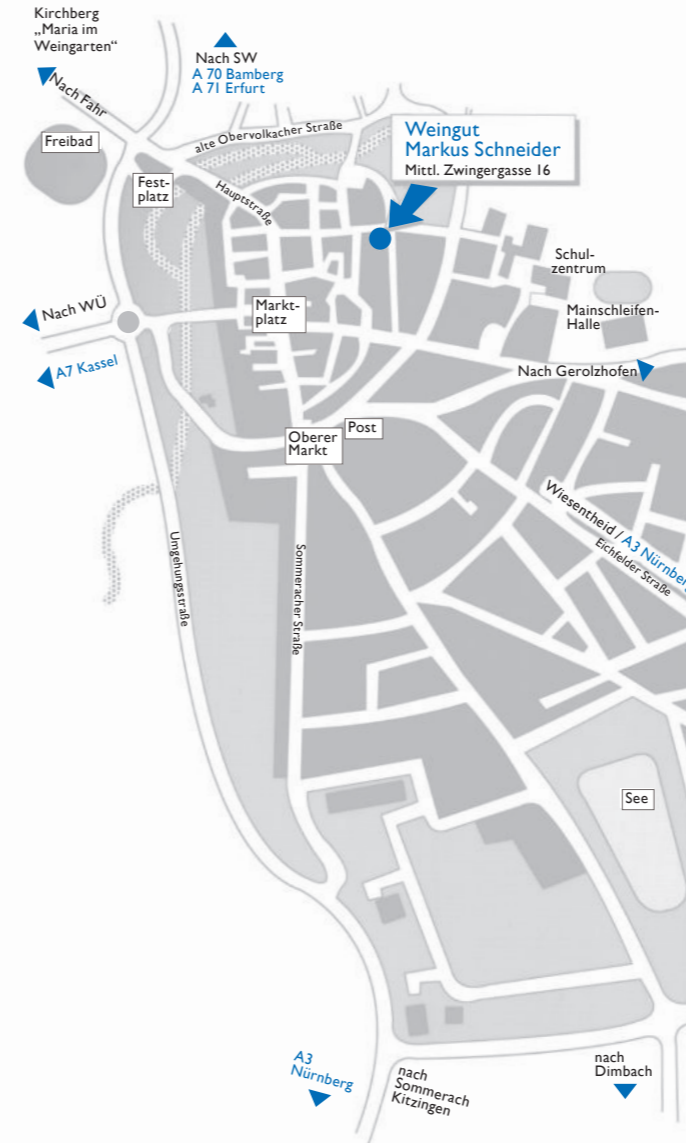 Kirchberg
„Maria im
Weingarten“
Nach SW
A 70 Bamberg
A 71 Erfurt
Nach Fahr
Freibad
alte Obervolkacher Straße
Weingut
Markus Schneider
Mittl. Zwingergasse 16
Fest-
platz
Hauptstraße
Schul-
zentrum
Nach WÜ
Markt-
platz
Mainschleifen-
Halle
A7 Kassel
Nach Gerolzhofen
Oberer
Markt
Post
Wiesentheid / A3 Nürnberg
Eichfelder Straße
Umgehungsstraße
Sommeracher Straße
See
A3
Nürnberg
nach
Sommerach
Kitzingen
nach
Dimbach